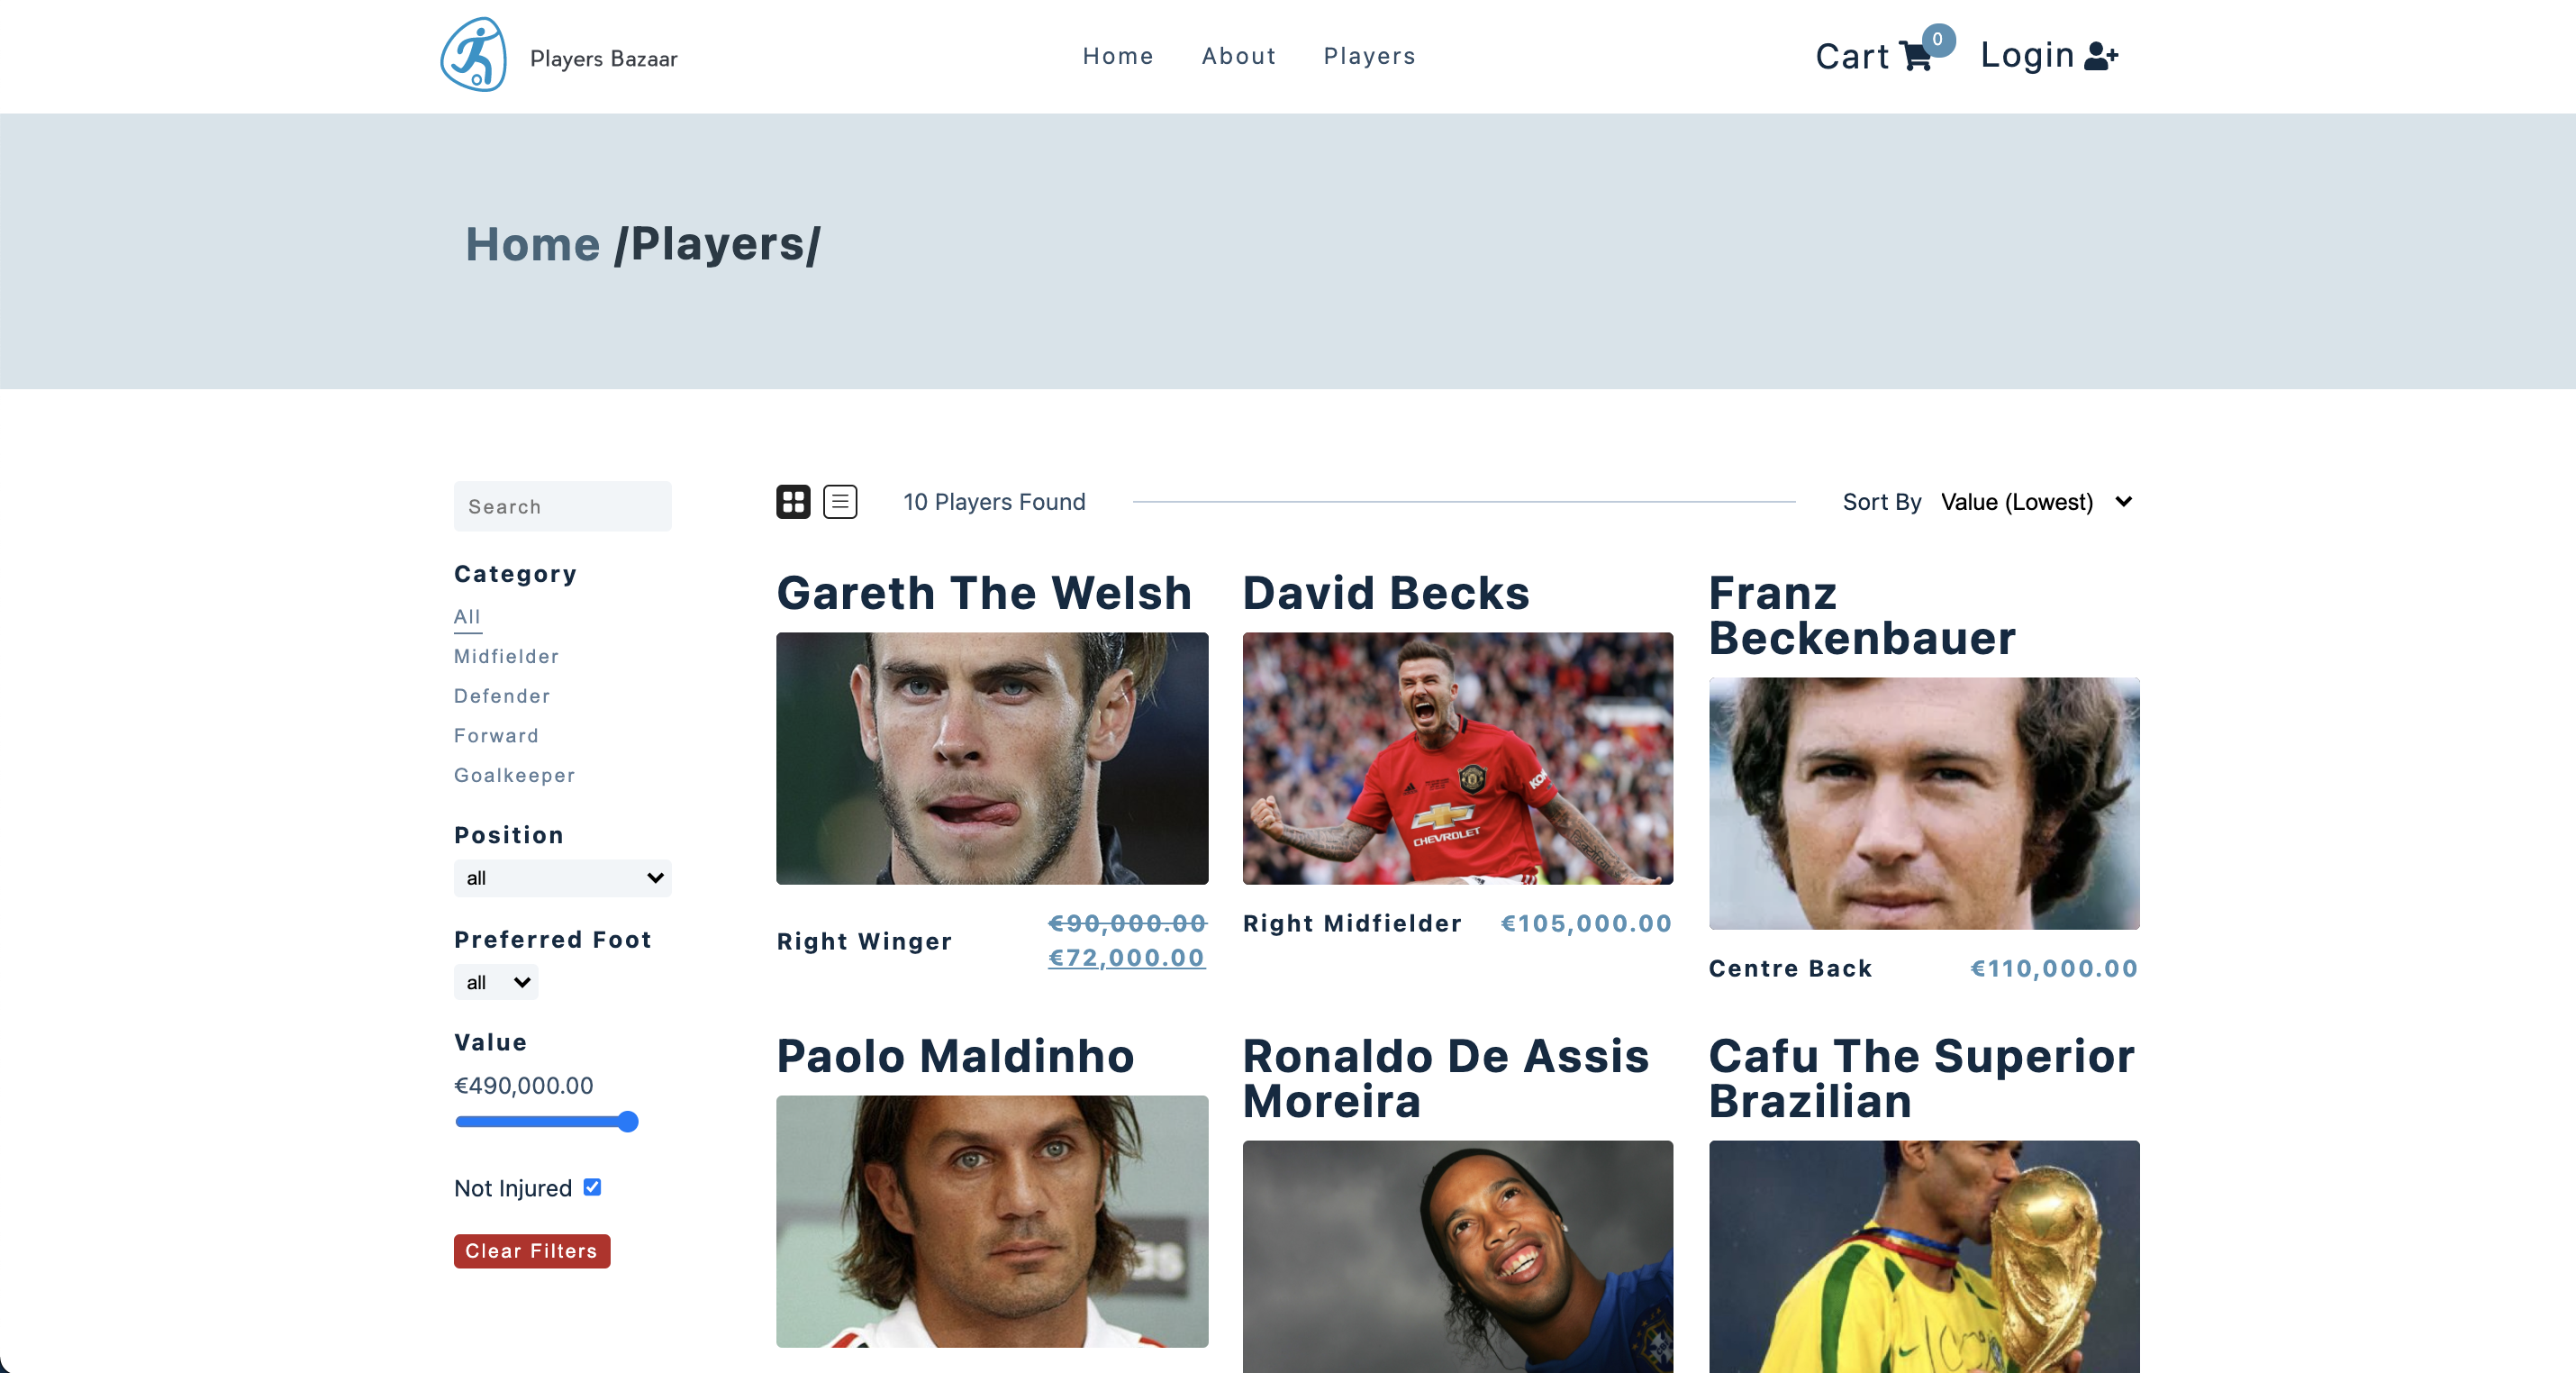 Players Bazaar
Home
About
Players
Cart
0
Login
Home /Players/
Search
Category
All
Midfielder
Defender
Forward
Goalkeeper
Position
all
Preferred Foot
all
Value
€490,000.00
Not Injured
Clear Filters
10 Players Found
Sort By
Value (Lowest)
Gareth The Welsh
Right Winger
€90,000.00
€72,000.00
David Becks
CHEVROLET
Right Midfielder
€105,000.00
Franz
Beckenbauer
Centre Back
€110,000.00
Paolo Maldinho
Ronaldo De Assis
Moreira
Cafu The Superior
Brazilian